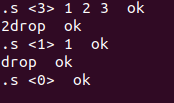 .s <3> 1 2 3  ok
2drop  ok
.s <1> 1  ok
drop  ok
.s <0>  ok